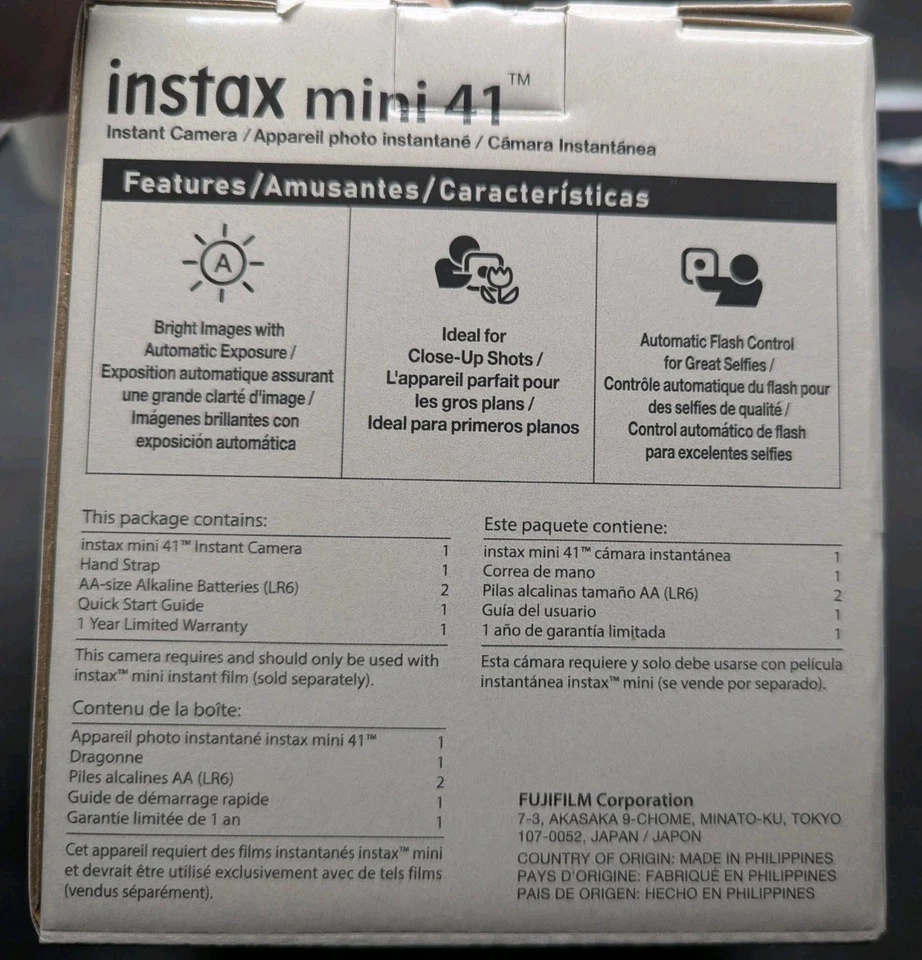 instax mini 41™
Instant Camera / Appareil photo instantané / Cámara Instantánea
Features/Amusantes/Características
A
Bright Images with
Automatic Exposure /
Exposition automatique assurant
une grande clarté d'image /
Imágenes brillantes con
exposición automática
Ideal for
Close-Up Shots /
L'appareil parfait pour
les gros plans /
Ideal para primeros planos
Automatic Flash Control
for Great Selfies /
Contrôle automatique du flash pour
des selfies de qualité /
Control automático de flash
para excelentes selfies
This package contains:
instax mini 41™ Instant Camera 1
Hand Strap 1
AA-size Alkaline Batteries (LR6) 2
Quick Start Guide 1
1 Year Limited Warranty 1
This camera requires and should only be used with
instax™ mini instant film (sold separately).
Contenu de la boîte:
Appareil photo instantané instax mini 41™ 1
Dragonne 1
Piles alcalines AA (LR6) 2
Guide de démarrage rapide 1
Garantie limitée de 1 an 1
Cet appareil requiert des films instantanés instax™ mini
et devrait être utilisé exclusivement avec de tels films
(vendus séparément).
Este paquete contiene:
instax mini 41™ cámara instantánea 1
Correa de mano 1
Pilas alcalinas tamaño AA (LR6) 2
Guía del usuario 1
1 año de garantía limitada 1
Esta cámara requiere y solo debe usarse con película
instantánea instax™ mini (se vende por separado).
FUJIFILM Corporation
7-3, AKASAKA 9-CHOME, MINATO-KU, TOKYO
107-0052, JAPAN / JAPON
COUNTRY OF ORIGIN: MADE IN PHILIPPINES
PAYS D'ORIGINE: FABRIQUÉ EN PHILIPPINES
PAIS DE ORIGEN: HECHO EN PHILIPPINES